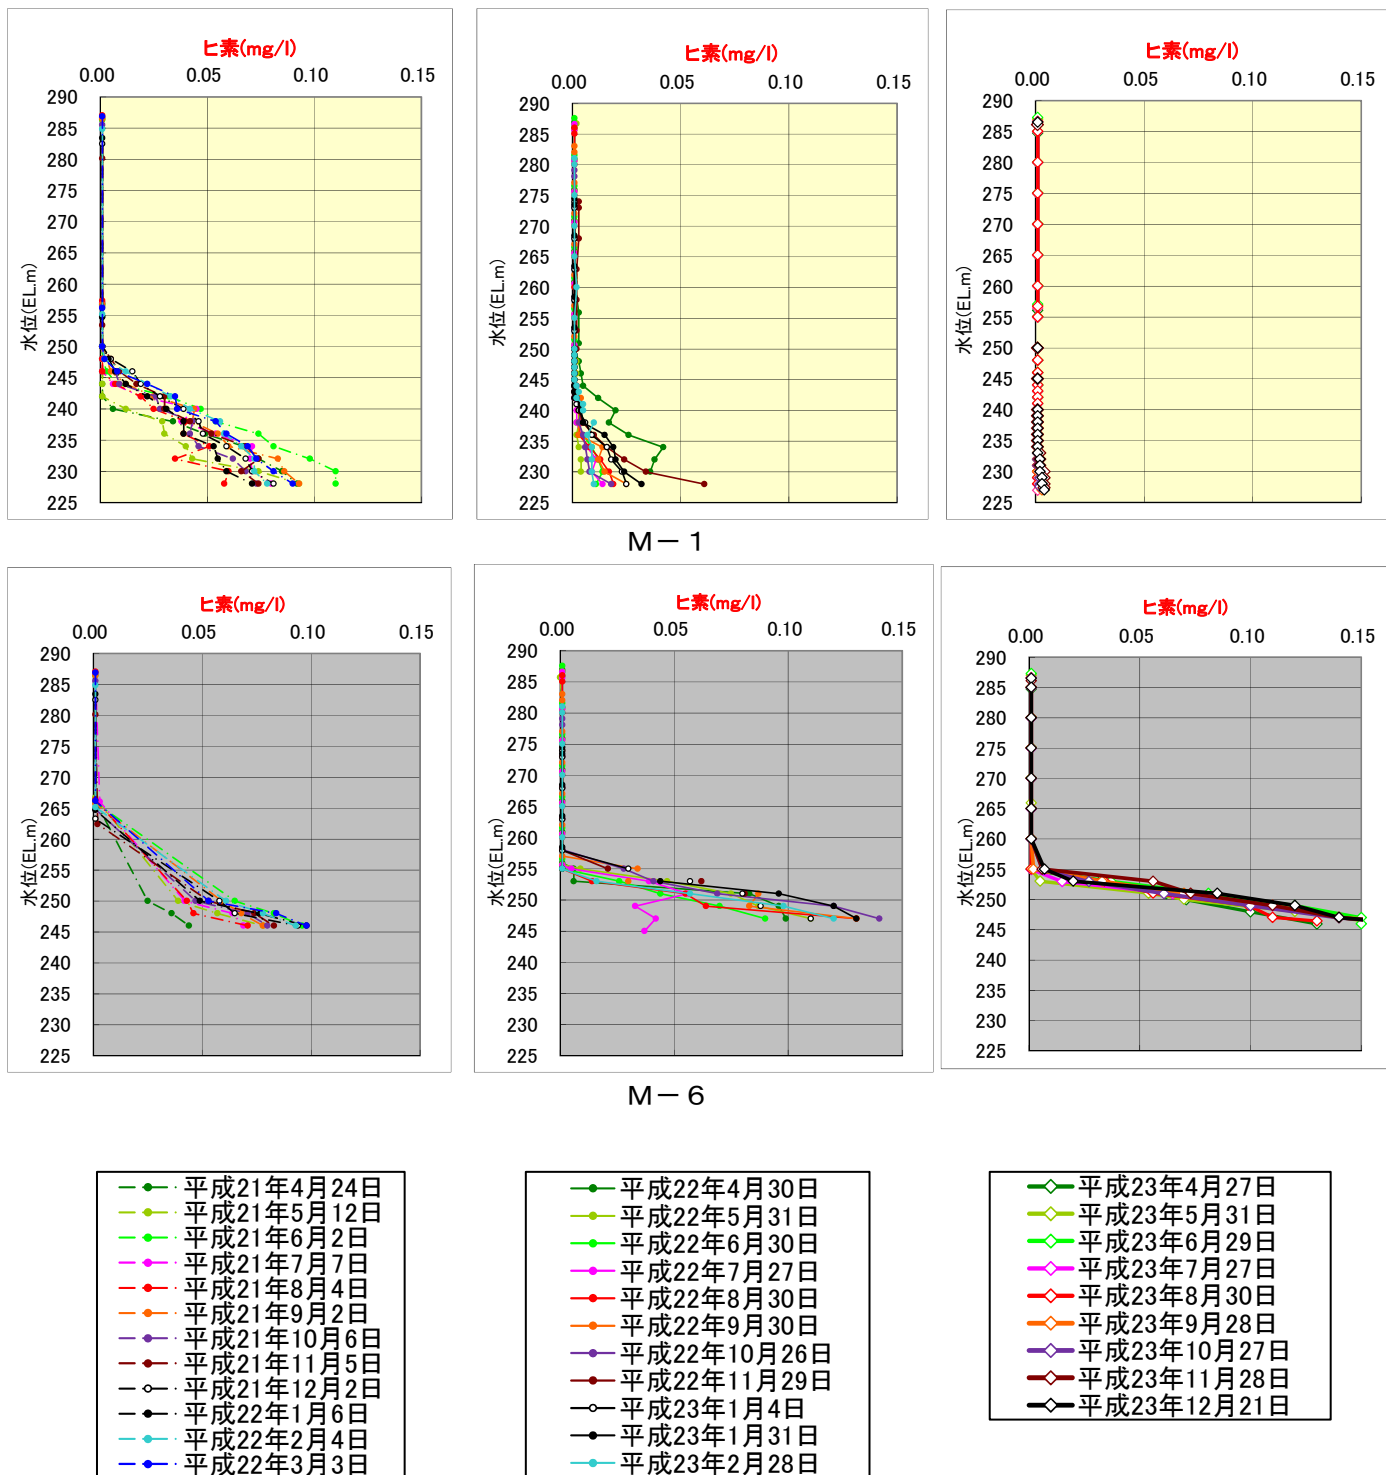 ヒ素(mg/l)
0.00 0.05 0.10 0.15
290
285
280
275
270
265
260
255
250
245
240
235
230
225
水位(EL.m)
ヒ素(mg/l)
0.00 0.05 0.10 0.15
290
285
280
275
270
265
260
255
250
245
240
235
230
225
水位(EL.m)
ヒ素(mg/l)
0.00 0.05 0.10 0.15
290
285
280
275
270
265
260
255
250
245
240
235
230
225
水位(EL.m)
M－1
ヒ素(mg/l)
0.00 0.05 0.10 0.15
290
285
280
275
270
265
260
255
250
245
240
235
230
225
水位(EL.m)
ヒ素(mg/l)
0.00 0.05 0.10 0.15
290
285
280
275
270
265
260
255
250
245
240
235
230
225
水位(EL.m)
ヒ素(mg/l)
0.00 0.05 0.10 0.15
290
285
280
275
270
265
260
255
250
245
240
235
230
225
水位(EL.m)
M－6
平成21年4月24日
平成21年5月12日
平成21年6月2日
平成21年7月7日
平成21年8月4日
平成21年9月2日
平成21年10月6日
平成21年11月5日
平成21年12月2日
平成22年1月6日
平成22年2月4日
平成22年3月3日
平成22年4月30日
平成22年5月31日
平成22年6月30日
平成22年7月27日
平成22年8月30日
平成22年9月30日
平成22年10月26日
平成22年11月29日
平成23年1月4日
平成23年1月31日
平成23年2月28日
平成23年4月27日
平成23年5月31日
平成23年6月29日
平成23年7月27日
平成23年8月30日
平成23年9月28日
平成23年10月27日
平成23年11月28日
平成23年12月21日